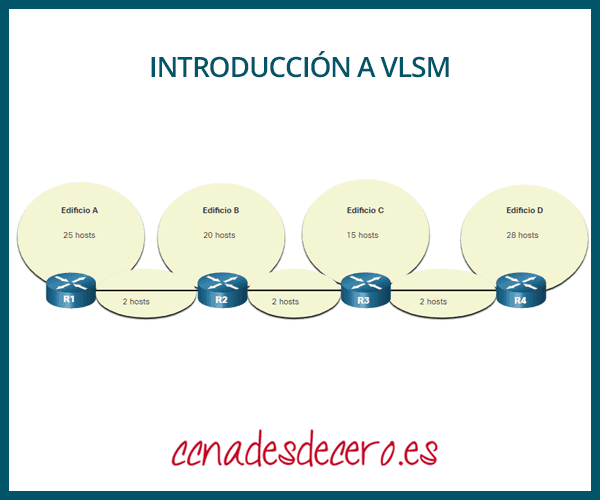 INTRODUCCIÓN A VLSM
Edificio A
25 hosts
Edificio B
20 hosts
Edificio C
15 hosts
Edificio D
28 hosts
R1
2 hosts
R2
2 hosts
R3
2 hosts
R4
ccnadesdecero.es